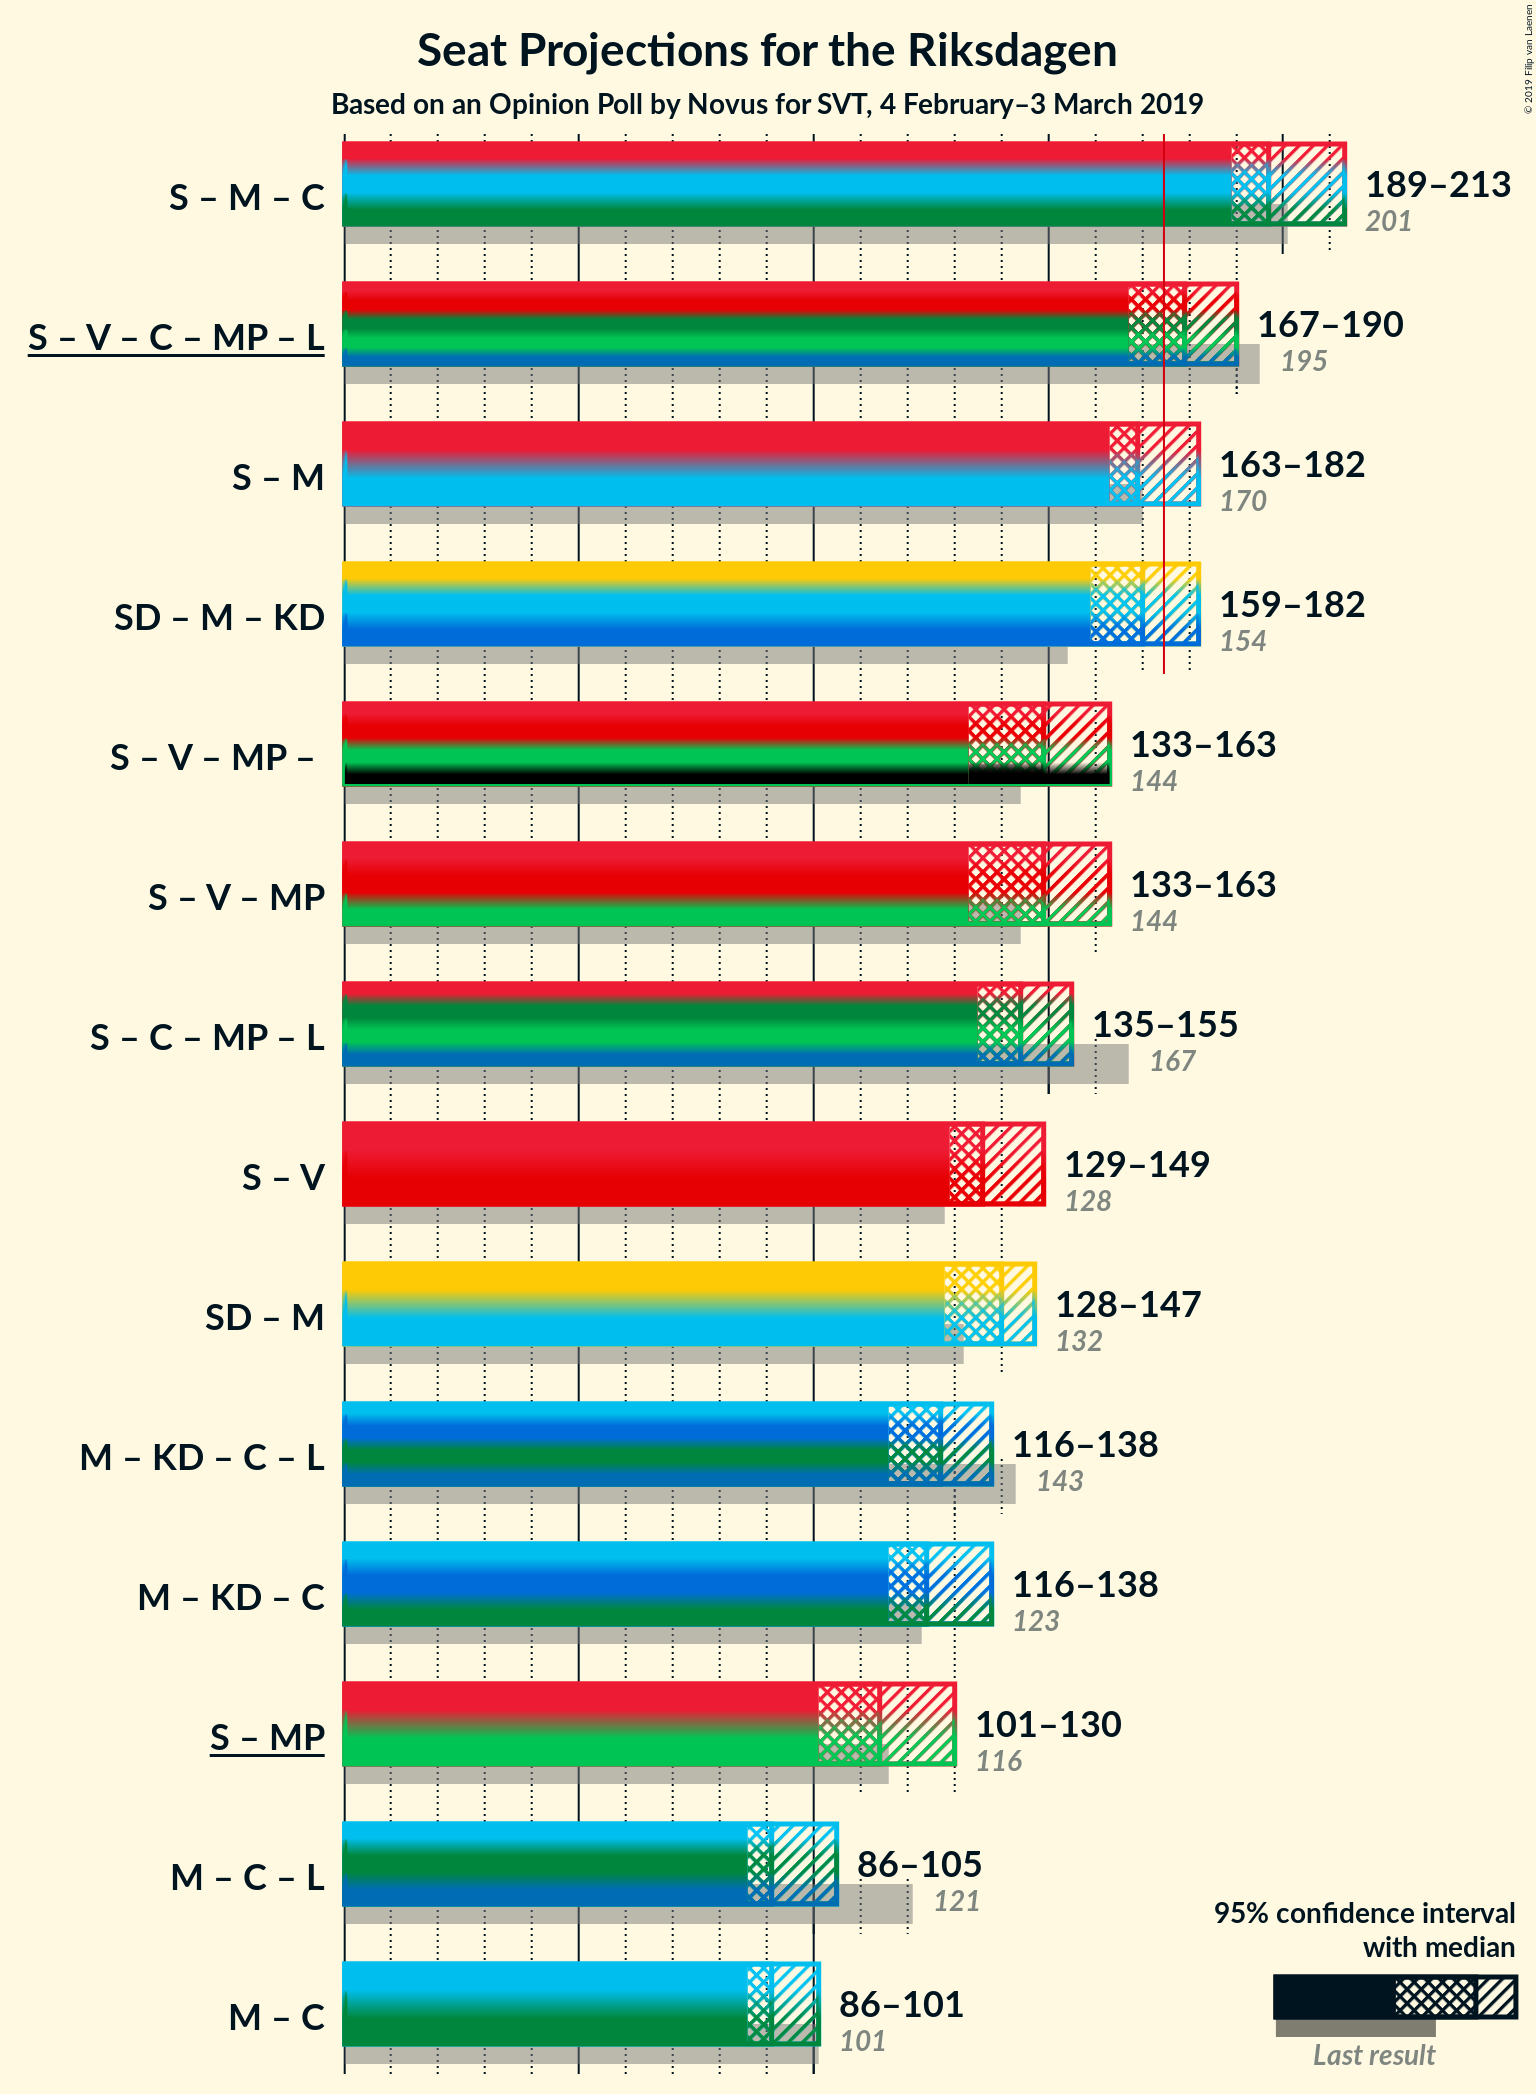 Seat Projections for the Riksdagen
Based on an Opinion Poll by Novus for SVT, 4 February–3 March 2019
© 2019 Filip van Laenen
S – M – C
189–213
201
S – V – C – MP – L
167–190
195
S – M
163–182
170
SD – M – KD
159–182
154
S – V – MP –
133–163
144
S – V – MP
133–163
144
S – C – MP – L
135–155
167
S – V
129–149
128
SD – M
128–147
132
M – KD – C – L
116–138
143
M – KD – C
116–138
123
S – MP
101–130
116
M – C – L
86–105
121
M – C
86–101
101
95% confidence interval
with median
Last result